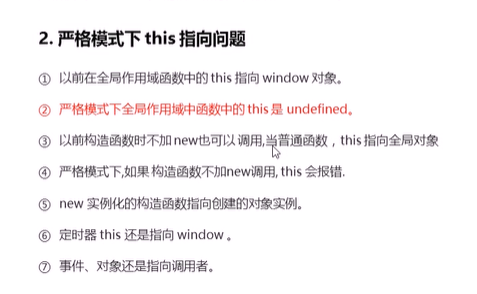 2. 严格模式下 this 指向问题
① 以前在全局作用域函数中的 this 指向 window 对象。
② 严格模式下全局作用域中函数中的 this 是 undefined。
③ 以前构造函数时不加 new也可以 调用,当普通函数，this 指向全局对象
④ 严格模式下,如果 构造函数不加new调用, this 会报错.
⑤ new 实例化的构造函数指向创建的对象实例。
⑥ 定时器 this 还是指向 window 。
⑦ 事件、对象还是指向调用者。